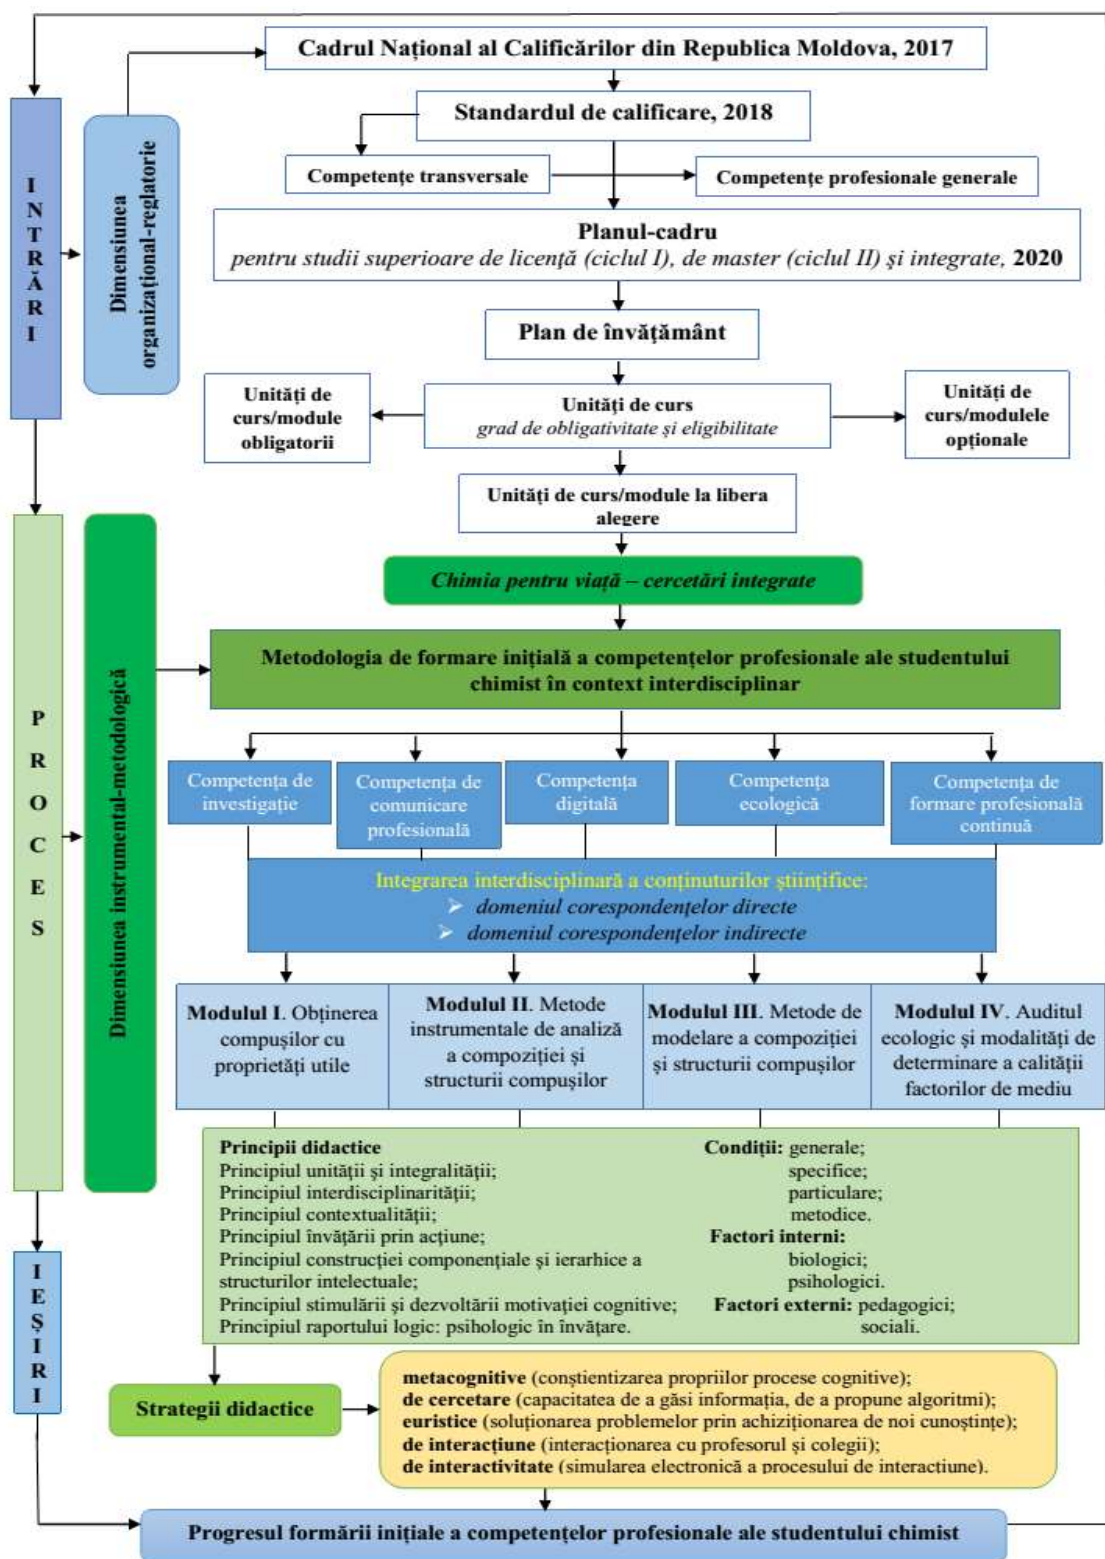 Cadrul Național al Calificărilor din Republica Moldova, 2017
Standardul de calificare, 2018
Competențe transversale
Competențe profesionale generale
INTRĂRI
Dimensiunea
organizațional-reglatorie
Planul-cadru
pentru studii superioare de licență (ciclul I), de master (ciclul II) și integrate, 2020
Plan de învățământ
Unități de
curs/module
obligatorii
Unități de curs
grad de obligativitate și eligibilitate
Unități de
curs/modulele
opționale
Unități de curs/module la libera
alegere
PROCES
Dimensiunea instrumental-metodologică
Chimia pentru viață – cercetări integrate
Metodologia de formare inițială a competențelor profesionale ale studentului
chimist în context interdisciplinar
Competența de
investigație
Competența de
comunicare
profesională
Competența
digitală
Competența
ecologică
Competența de
formare profesională
continuă
Integrarea interdisciplinară a conținuturilor științifice:
➢ domeniul corespondențelor directe
➢ domeniul corespondențelor indirecte
Modulul I. Obținerea
compușilor cu
proprietăți utile
Modulul II. Metode
instrumentale de analiză
a compoziției și
structurii compușilor
Modulul III. Metode de
modelare a compoziției
și structurii compușilor
Modulul IV. Auditul
ecologic și modalități de
determinare a calității
factorilor de mediu
Principii didactice
Principiul unității și integralității;
Principiul interdisciplinarității;
Principiul contextualității;
Principiul învățării prin acțiune;
Principiul construcției componențiale și ierarhice a
structurilor intelectuale;
Principiul stimulării și dezvoltării motivației cognitive;
Principiul raportului logic: psihologic în învățare.
Condiții: generale;
specifice;
particulare;
metodice.
Factori interni:
biologici;
psihologici.
Factori externi: pedagogici;
sociali.
IEȘIRI
Strategii didactice
metacognitive (conștientizarea propriilor procese cognitive);
de cercetare (capacitatea de a găsi informația, de a propune algoritmi);
euristice (soluționarea problemelor prin achiziționarea de noi cunoștințe);
de interacțiune (interacționarea cu profesorul și colegii);
de interactivitate (simularea electronică a procesului de interacțiune).
Progresul formării inițiale a competențelor profesionale ale studentului chimist